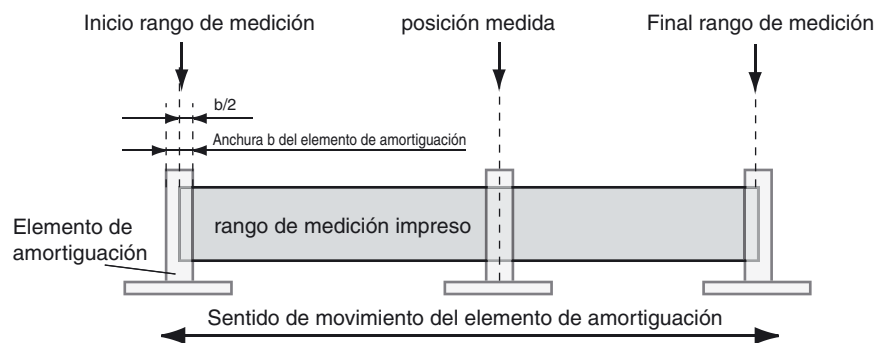 Inicio rango de medición
posición medida
Final rango de medición
b/2
Anchura b del elemento de amortiguación
rango de medición impreso
Elemento de
amortiguación
Sentido de movimiento del elemento de amortiguación